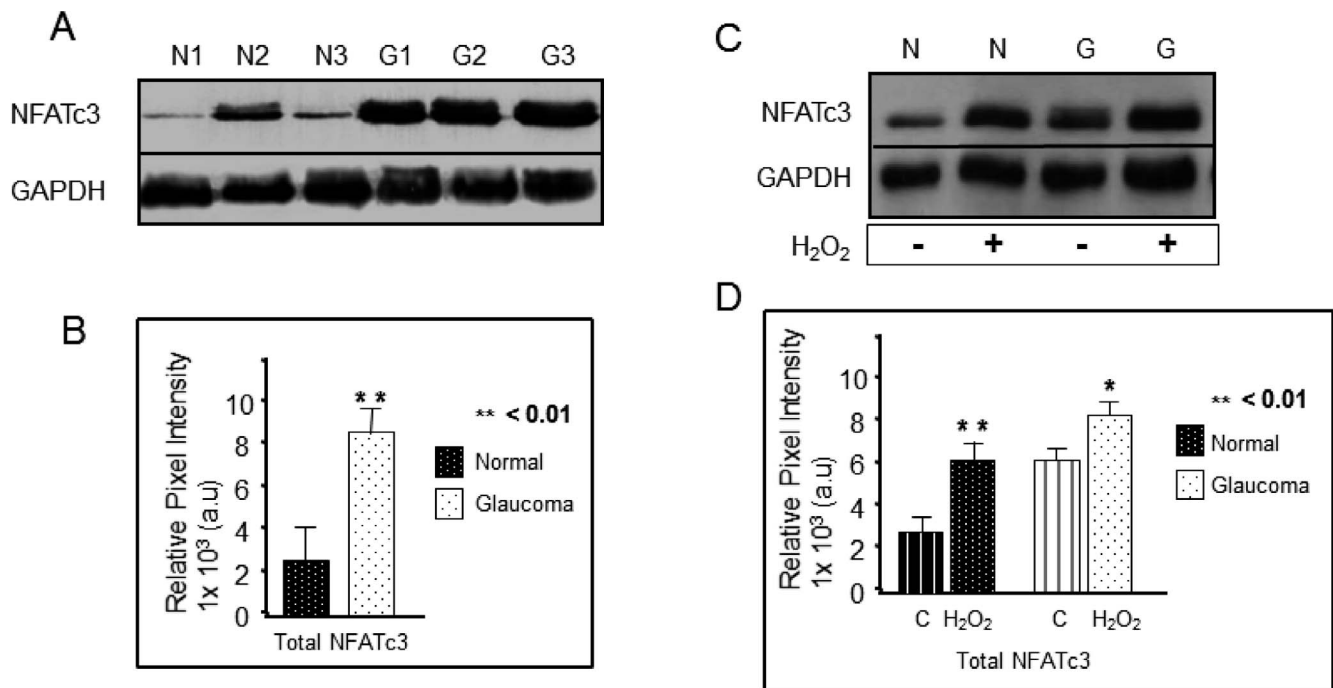 A
N1 N2 N3 G1 G2 G3
NFATc3
GAPDH
B
Relative Pixel Intensity
1x 10³ (a.u)
10
8
6
4
2
0
**
** < 0.01
Normal
Glaucoma
Total NFATc3
C
N N G G
NFATc3
GAPDH
H₂O₂ - + - +
D
Relative Pixel Intensity
1x 10³ (a.u)
10
8
6
4
2
0
**
*
** < 0.01
Normal
Glaucoma
C H₂O₂ C H₂O₂
Total NFATc3